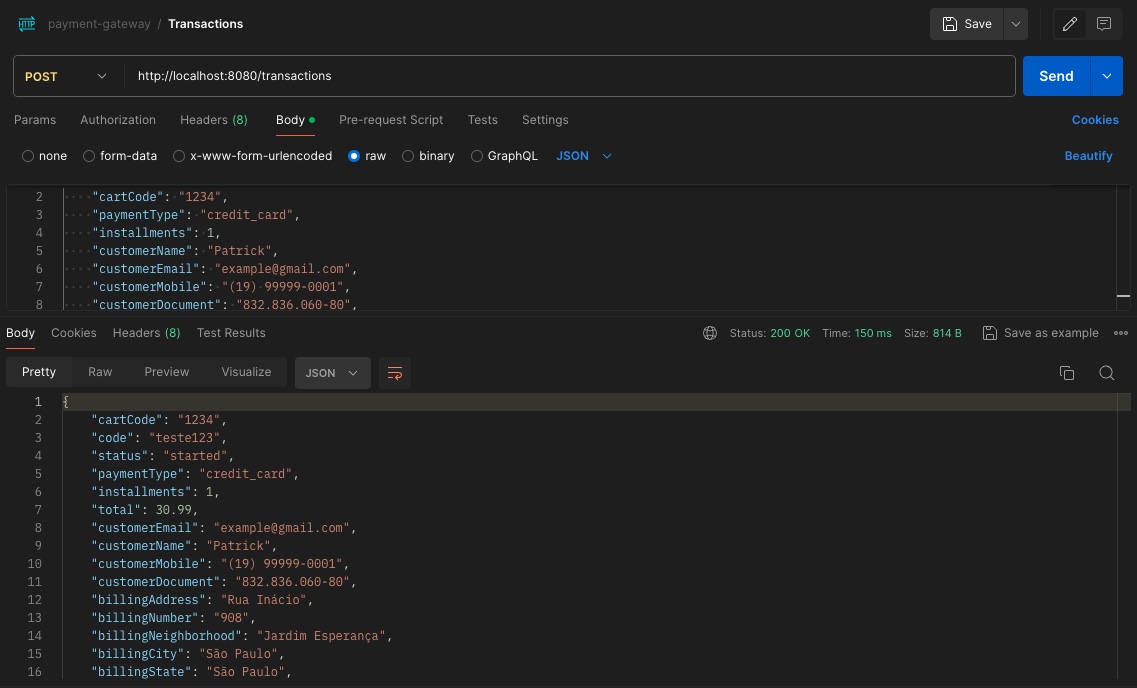 HTTP payment-gateway / Transactions Save
POST http://localhost:8080/transactions Send
Params Authorization Headers (8) Body Pre-request Script Tests Settings Cookies
none form-data x-www-form-urlencoded raw binary GraphQL JSON Beautify
2 "cartCode": "1234",
3 "paymentType": "credit_card",
4 "installments": 1,
5 "customerName": "Patrick",
6 "customerEmail": "example@gmail.com",
7 "customerMobile": "(19) 99999-0001",
8 "customerDocument": "832.836.060-80",
Body Cookies Headers (8) Test Results Status: 200 OK Time: 150 ms Size: 814 B Save as example
Pretty Raw Preview Visualize JSON
1 {
2 "cartCode": "1234",
3 "code": "teste123",
4 "status": "started",
5 "paymentType": "credit_card",
6 "installments": 1,
7 "total": 30.99,
8 "customerEmail": "example@gmail.com",
9 "customerName": "Patrick",
10 "customerMobile": "(19) 99999-0001",
11 "customerDocument": "832.836.060-80",
12 "billingAddress": "Rua Inácio",
13 "billingNumber": "908",
14 "billingNeighborhood": "Jardim Esperança",
15 "billingCity": "São Paulo",
16 "billingState": "São Paulo",